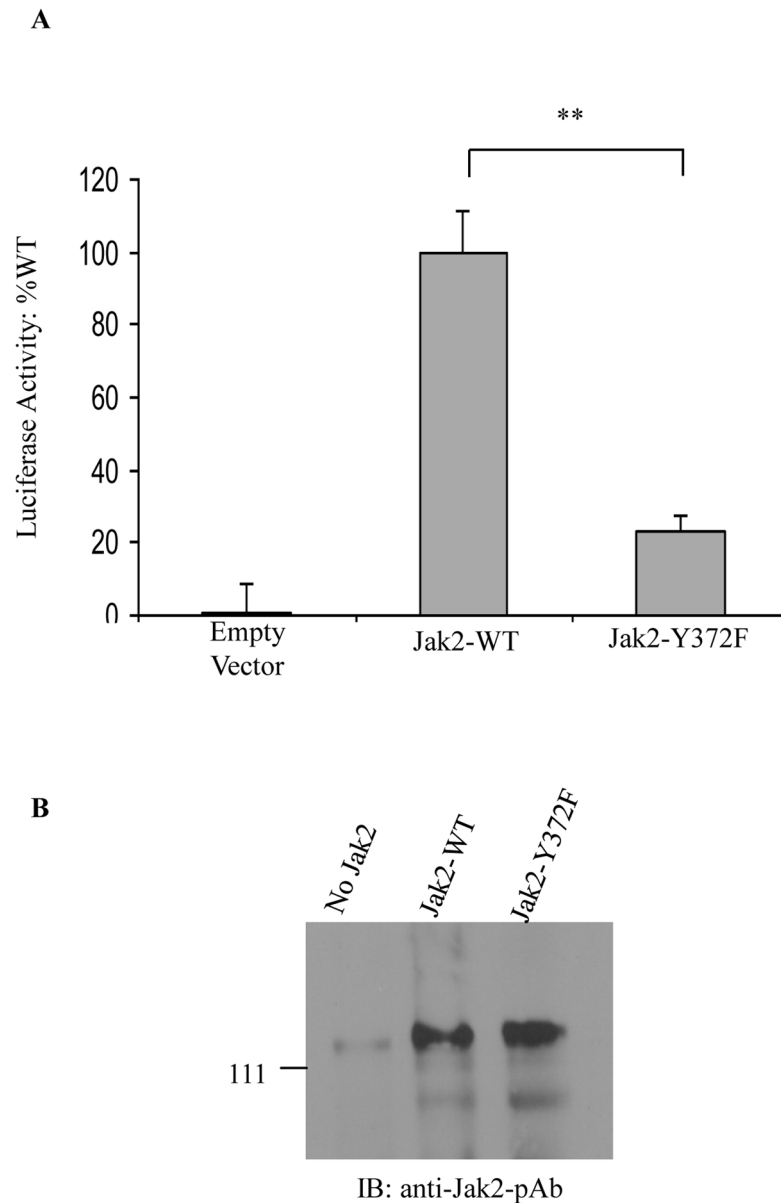 A
**
Luciferase Activity: %WT
120
100
80
60
40
20
0
Empty
Vector
Jak2-WT
Jak2-Y372F
B
No Jak2
Jak2-WT
Jak2-Y372F
111
IB: anti-Jak2-pAb